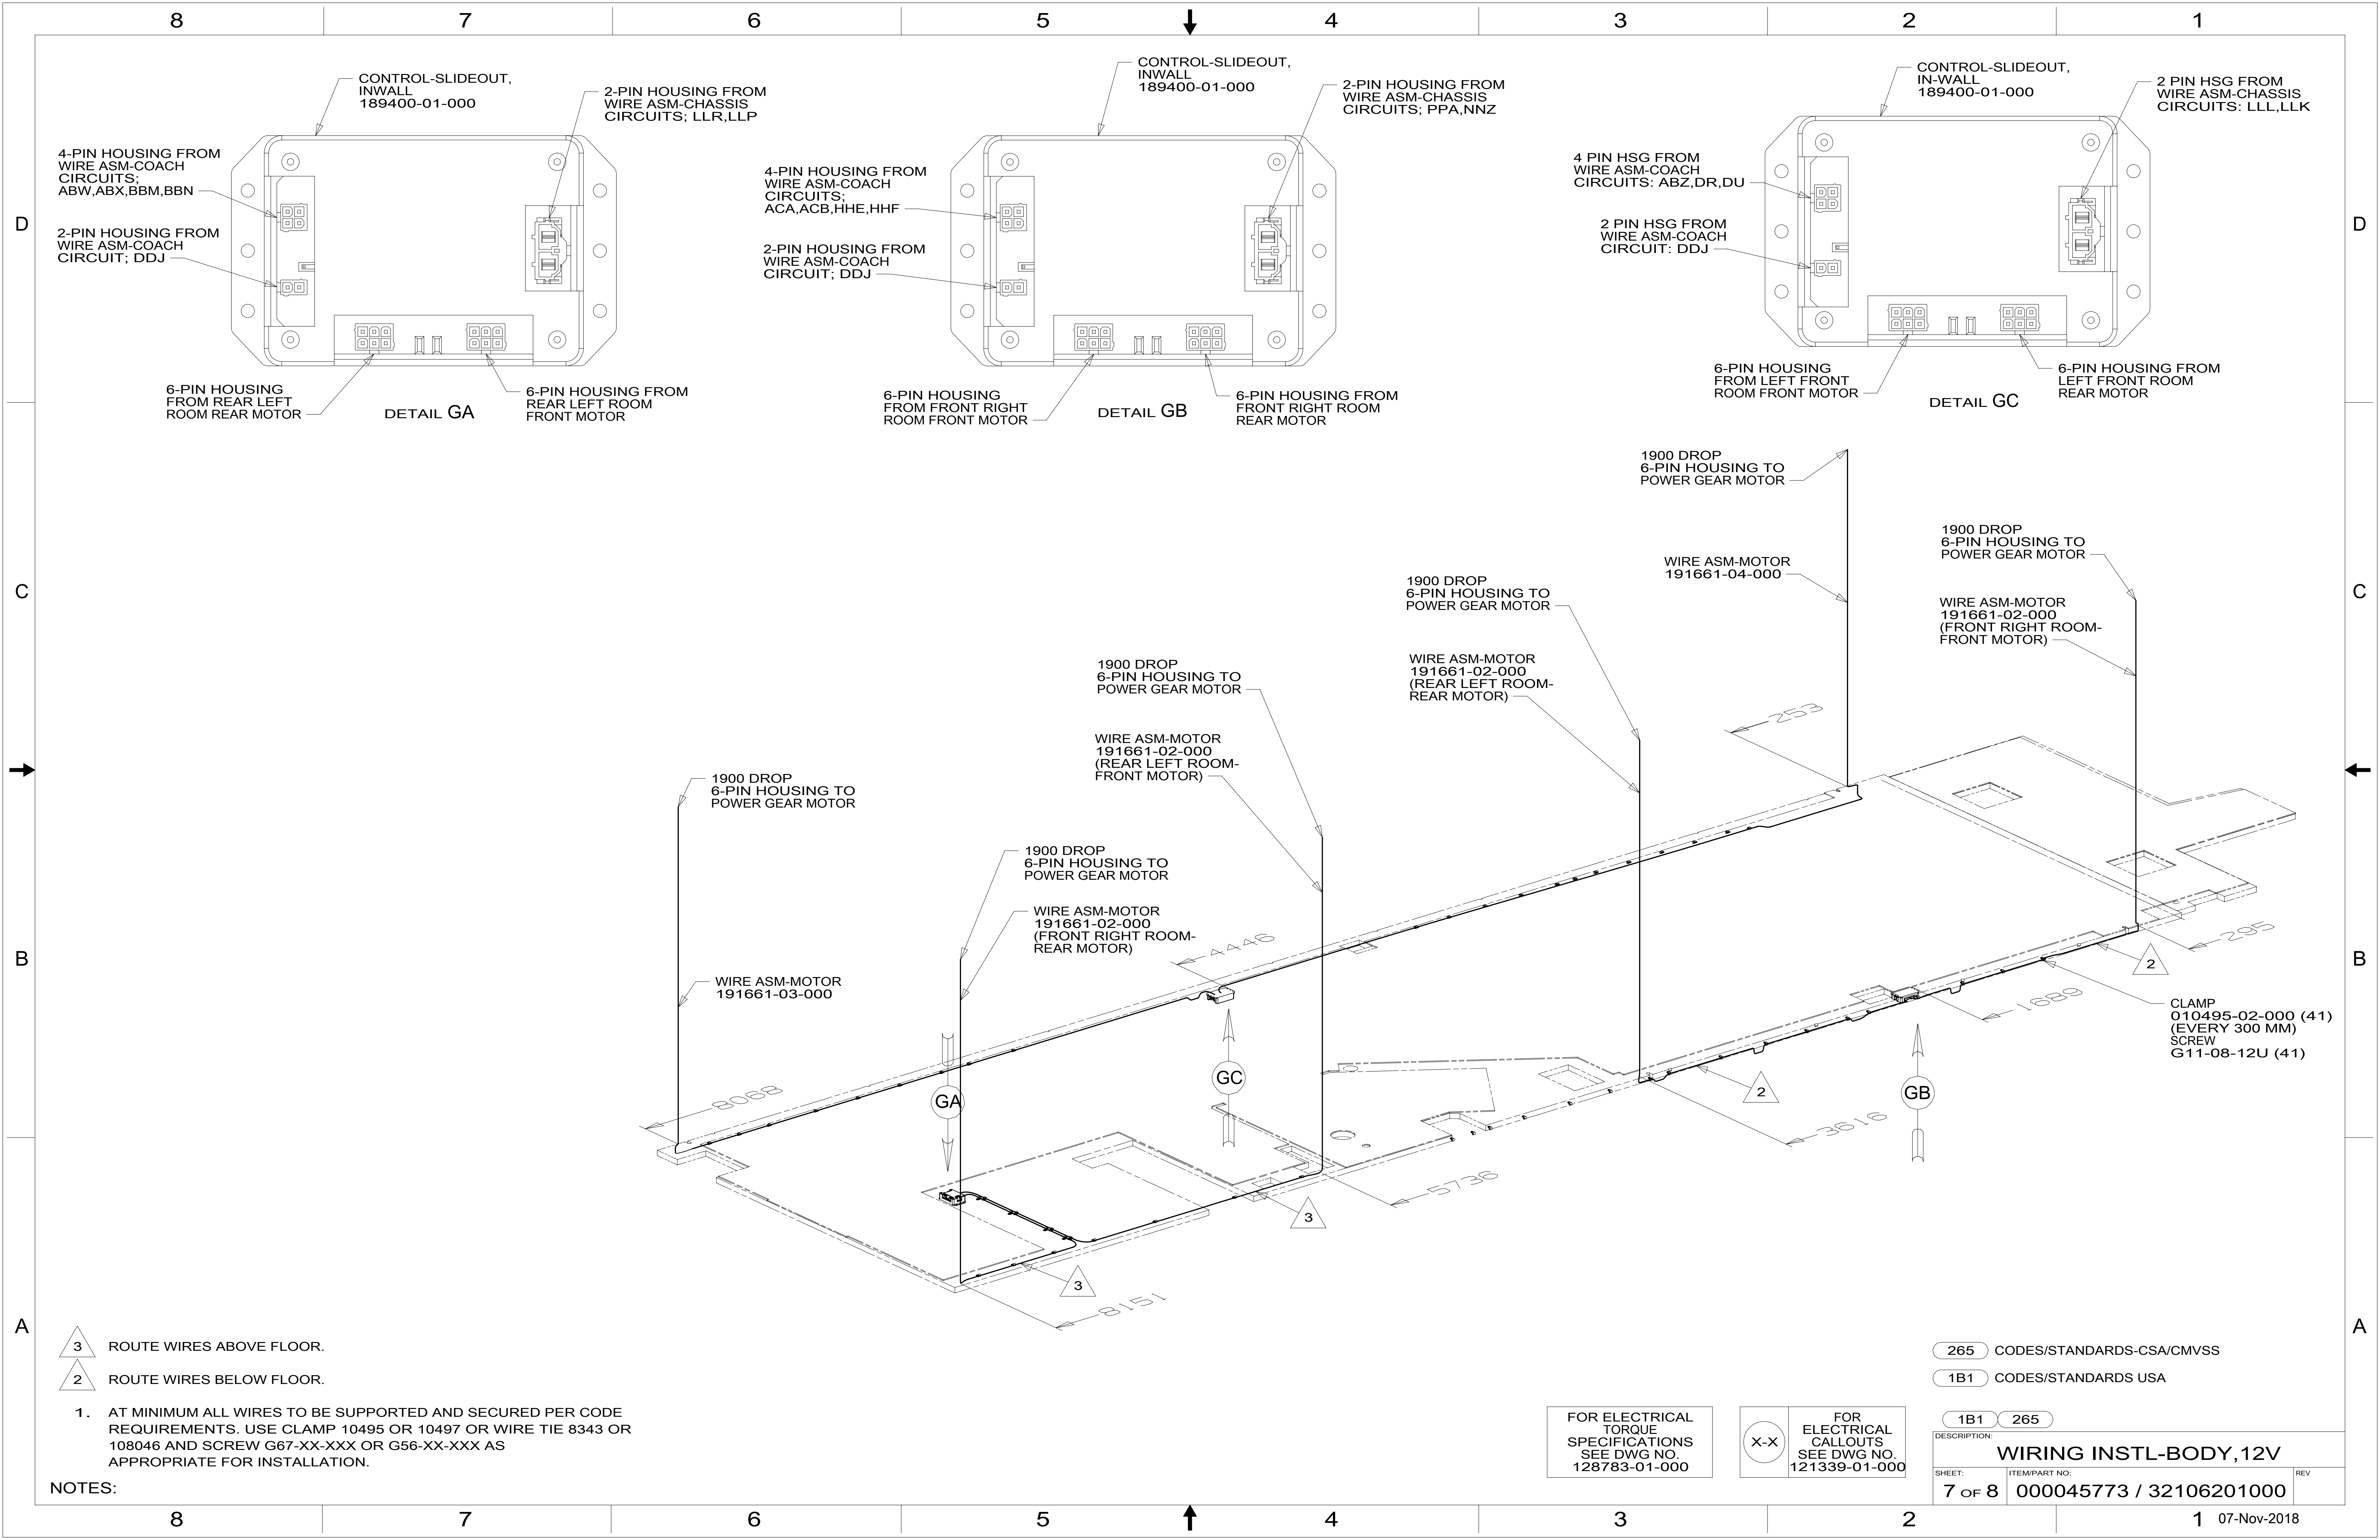 8 7 6 5 4 3 2 1
CONTROL-SLIDEOUT,
INWALL
189400-01-000
2-PIN HOUSING FROM
WIRE ASM-CHASSIS
CIRCUITS; LLR,LLP
4-PIN HOUSING FROM
WIRE ASM-COACH
CIRCUITS;
ABW,ABX,BBM,BBN
2-PIN HOUSING FROM
WIRE ASM-COACH
CIRCUIT; DDJ
6-PIN HOUSING
FROM REAR LEFT
ROOM REAR MOTOR
DETAIL GA
6-PIN HOUSING FROM
REAR LEFT ROOM
FRONT MOTOR
CONTROL-SLIDEOUT,
INWALL
189400-01-000
2-PIN HOUSING FROM
WIRE ASM-CHASSIS
CIRCUITS; PPA,NNZ
4-PIN HOUSING FROM
WIRE ASM-COACH
CIRCUITS;
ACA,ACB,HHE,HHF
2-PIN HOUSING FROM
WIRE ASM-COACH
CIRCUIT; DDJ
6-PIN HOUSING
FROM FRONT RIGHT
ROOM FRONT MOTOR
DETAIL GB
6-PIN HOUSING FROM
FRONT RIGHT ROOM
REAR MOTOR
CONTROL-SLIDEOUT,
IN-WALL
189400-01-000
2 PIN HSG FROM
WIRE ASM-CHASSIS
CIRCUITS: LLL,LLK
4 PIN HSG FROM
WIRE ASM-COACH
CIRCUITS: ABZ,DR,DU
2 PIN HSG FROM
WIRE ASM-COACH
CIRCUIT: DDJ
6-PIN HOUSING
FROM LEFT FRONT
ROOM FRONT MOTOR
DETAIL GC
6-PIN HOUSING FROM
LEFT FRONT ROOM
REAR MOTOR
D D
C C
B B
A A
1900 DROP
6-PIN HOUSING TO
POWER GEAR MOTOR
WIRE ASM-MOTOR
191661-04-000
1900 DROP
6-PIN HOUSING TO
POWER GEAR MOTOR
WIRE ASM-MOTOR
191661-02-000
(FRONT RIGHT ROOM-
FRONT MOTOR)
1900 DROP
6-PIN HOUSING TO
POWER GEAR MOTOR
WIRE ASM-MOTOR
191661-02-000
(REAR LEFT ROOM-
REAR MOTOR)
1900 DROP
6-PIN HOUSING TO
POWER GEAR MOTOR
WIRE ASM-MOTOR
191661-02-000
(REAR LEFT ROOM-
FRONT MOTOR)
1900 DROP
6-PIN HOUSING TO
POWER GEAR MOTOR
WIRE ASM-MOTOR
191661-03-000
1900 DROP
6-PIN HOUSING TO
POWER GEAR MOTOR
WIRE ASM-MOTOR
191661-02-000
(FRONT RIGHT ROOM-
REAR MOTOR)
253
4446
295
1689
8068
3616
5736
8151
GA
GC
GB
2
2
3
3
CLAMP
010495-02-000 (41)
(EVERY 300 MM)
SCREW
G11-08-12U (41)
3 ROUTE WIRES ABOVE FLOOR.
2 ROUTE WIRES BELOW FLOOR.
1. AT MINIMUM ALL WIRES TO BE SUPPORTED AND SECURED PER CODE
REQUIREMENTS. USE CLAMP 10495 OR 10497 OR WIRE TIE 8343 OR
108046 AND SCREW G67-XX-XXX OR G56-XX-XXX AS
APPROPRIATE FOR INSTALLATION.
NOTES:
FOR ELECTRICAL
TORQUE
SPECIFICATIONS
SEE DWG NO.
128783-01-000
X-X
FOR
ELECTRICAL
CALLOUTS
SEE DWG NO.
121339-01-000
265 CODES/STANDARDS-CSA/CMVSS
1B1 CODES/STANDARDS USA
1B1 265
DESCRIPTION:
WIRING INSTL-BODY,12V
SHEET: ITEM/PART NO: REV
7 OF 8 000045773 / 32106201000
8 7 6 5 4 3 2 1
07-Nov-2018